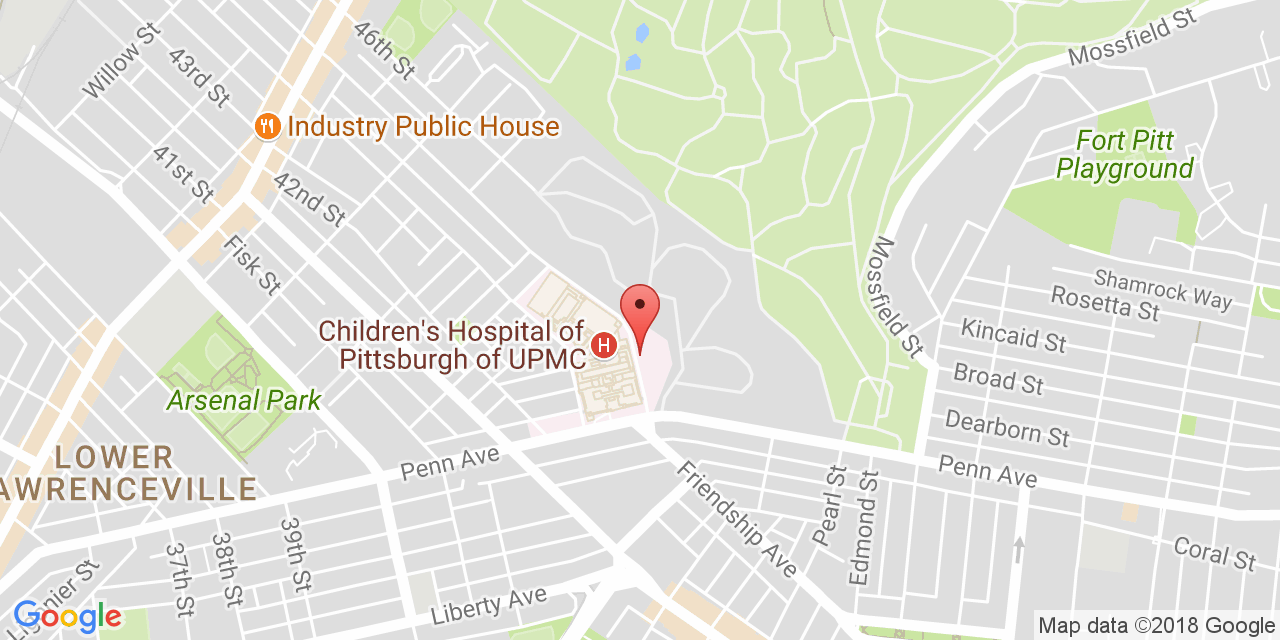 46th St
Willow St
43rd St
Mossfield St
Industry Public House
Fort Pitt
Playground
41st St
42nd St
Fisk St
Mossfield St
Shamrock Way
Rosetta St
Children's Hospital of
Pittsburgh of UPMC
H
Kincaid St
Broad St
Arsenal Park
Dearborn St
LOWER
AWRENCEVILLE
Penn Ave
Penn Ave
Friendship Ave
Pearl St
Edmond St
39th St
38th St
37th St
Coral St
Liberty Ave
Ligonier St
Google
Map data ©2018 Google